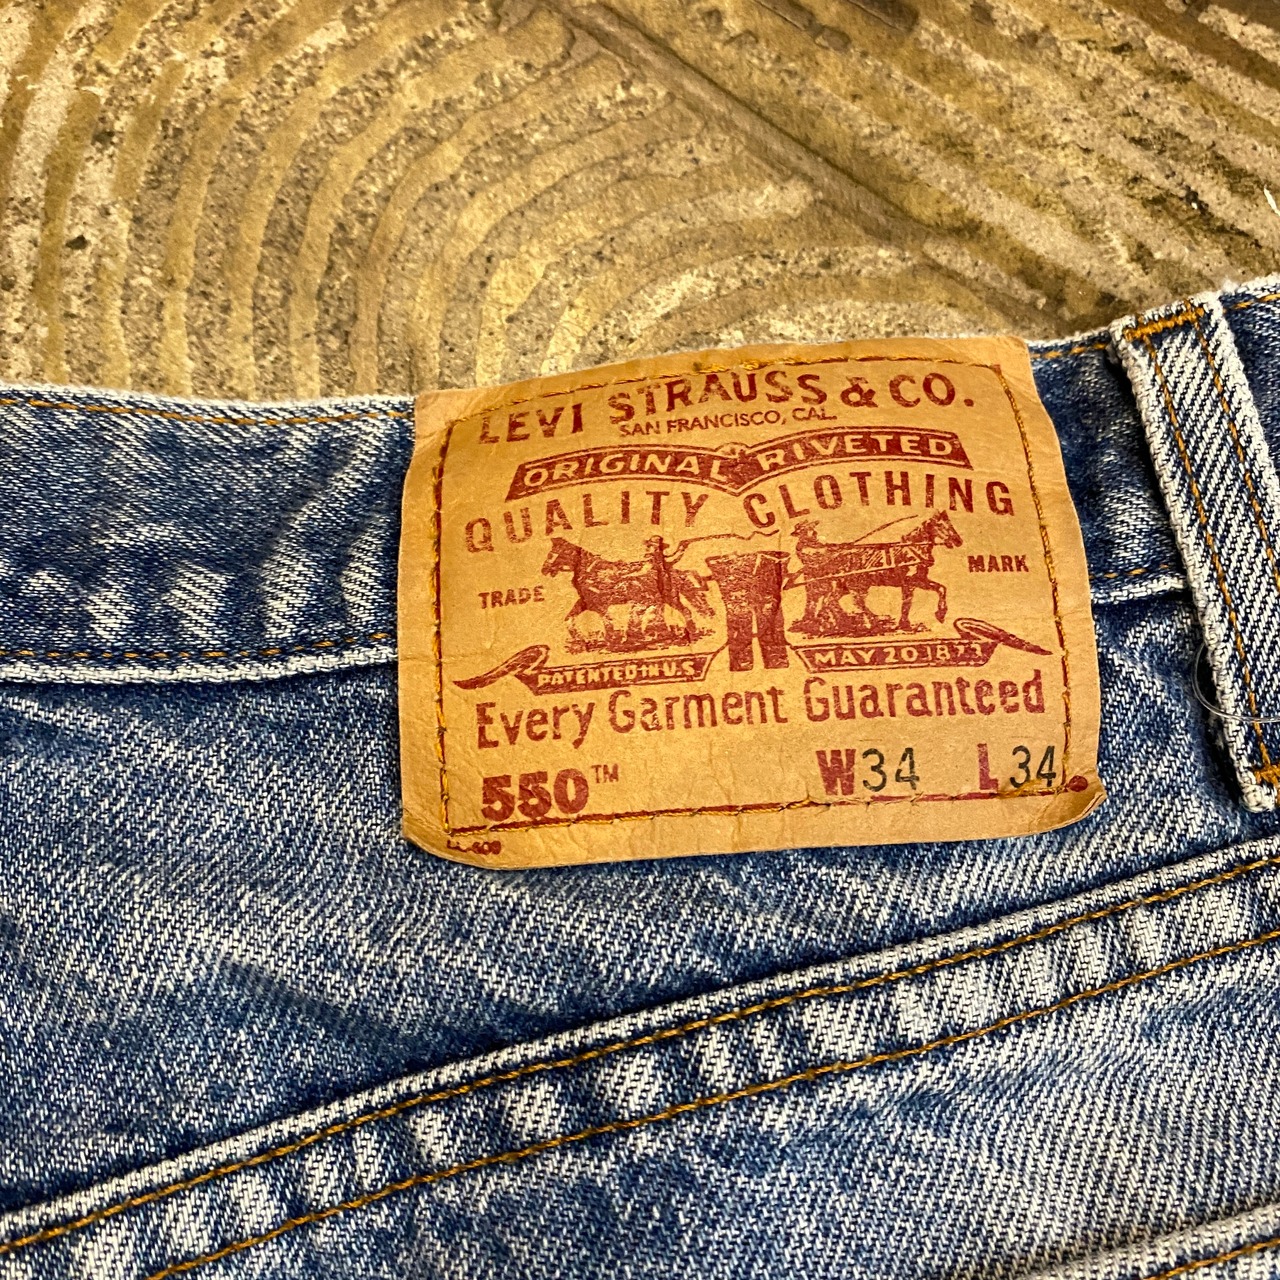 LEVI STRAUSS & CO.
SAN FRANCISCO, CAL.
ORIGINAL RIVETED
QUALITY CLOTHING
TRADE MARK
PATENTED IN U.S. MAY 20 1873
Every Garment Guaranteed
550™ W34 L34